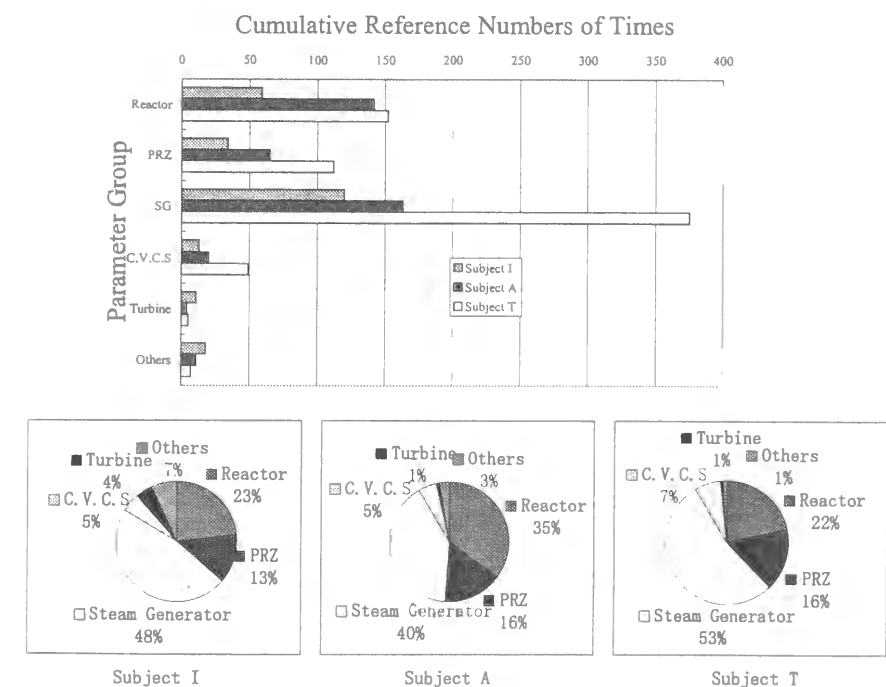 Cumulative Reference Numbers of Times
0 50 100 150 200 250 300 350 400
Parameter Group
Reactor
PRZ
SG
C.V.C.S
Turbine
Others
Subject I
Subject A
Subject T
Others
7%
Turbine
4%
C.V.C.S
5%
Reactor
23%
PRZ
13%
Steam Generator
48%
Subject I
Turbine
1%
Others
3%
C.V.C.S
5%
Reactor
35%
PRZ
16%
Steam Generator
40%
Subject A
Turbine
1%
Others
1%
C.V.C.S
7%
Reactor
22%
PRZ
16%
Steam Generator
53%
Subject T